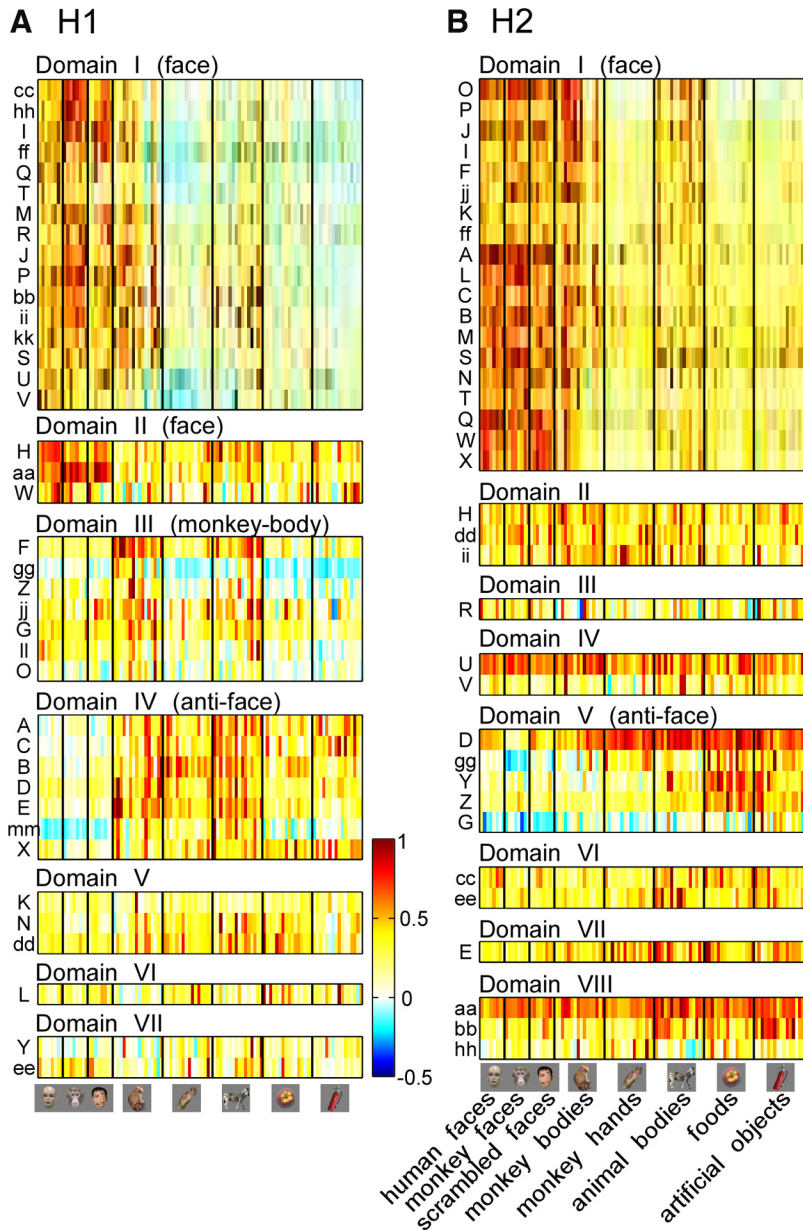 A H1
Domain I (face)
cc
hh
I
ff
Q
T
M
R
J
P
bb
ii
kk
S
U
V
Domain II (face)
H
aa
W
Domain III (monkey-body)
F
gg
Z
jj
G
ll
O
Domain IV (anti-face)
A
C
B
D
E
mm
X
1
0.5
0
-0.5
Domain V
K
N
dd
Domain VI
L
Domain VII
Y
ee
B H2
Domain I (face)
O
P
J
I
F
jj
K
ff
A
L
C
B
M
S
N
T
Q
W
X
Domain II
H
dd
ii
Domain III
R
Domain IV
U
V
Domain V (anti-face)
D
gg
Y
Z
G
Domain VI
cc
ee
Domain VII
E
Domain VIII
aa
bb
hh
human faces
monkey faces
scrambled faces
monkey bodies
monkey hands
animal bodies
foods
artificial objects